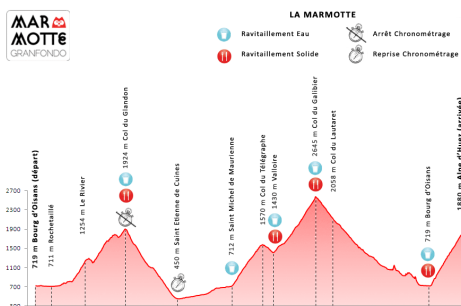 MARMOTTE
GRANFONDO
LA MARMOTTE
Ravitaillement Eau
Arrêt Chronométrage
Ravitaillement Solide
Reprise Chronométrage
719 m Bourg d'Oisans (départ)
711 m Rochetaillé
1254 m Le Rivier
1924 m Col du Glandon
450 m Saint Etienne de Cuines
712 m Saint Michel de Maurienne
1570 m Col du Télégraphe
1430 m Valloire
2645 m Col du Galibier
2058 m Col du Lautaret
719 m Bourg d'Oisans
1880 m Alpe d'Huez (arrivée)
2700
2300
1900
1500
1100
700
300